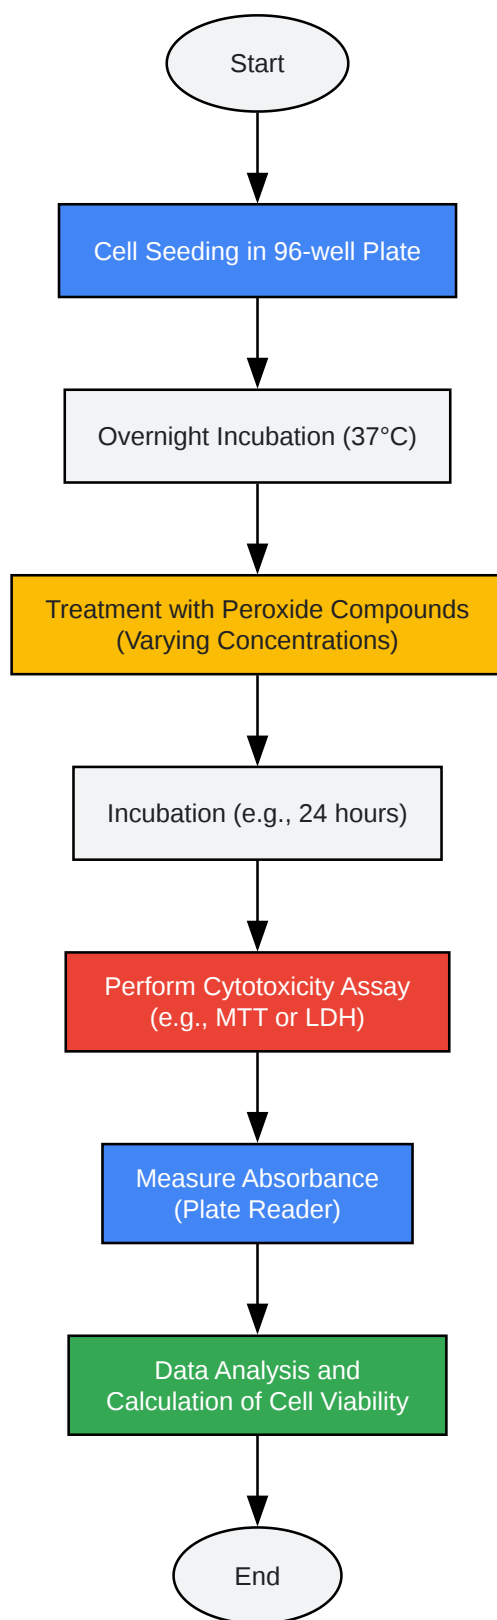 Start
Cell Seeding in 96-well Plate
Overnight Incubation (37°C)
Treatment with Peroxide Compounds
(Varying Concentrations)
Incubation (e.g., 24 hours)
Perform Cytotoxicity Assay
(e.g., MTT or LDH)
Measure Absorbance
(Plate Reader)
Data Analysis and
Calculation of Cell Viability
End